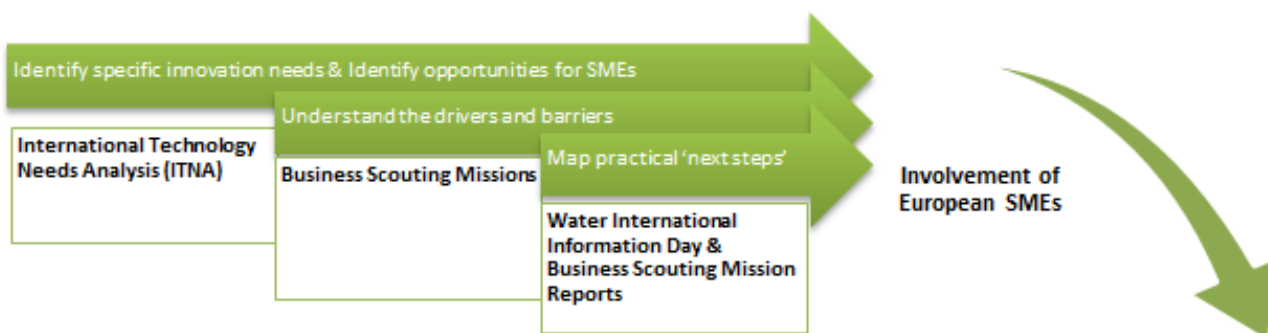 Identify specific innovation needs & Identify opportunities for SMEs
Understand the drivers and barriers
Map practical ‘next steps’
International Technology
Needs Analysis (ITNA)
Business Scouting Missions
Water International
Information Day &
Business Scouting Mission
Reports
Involvement of
European SMEs